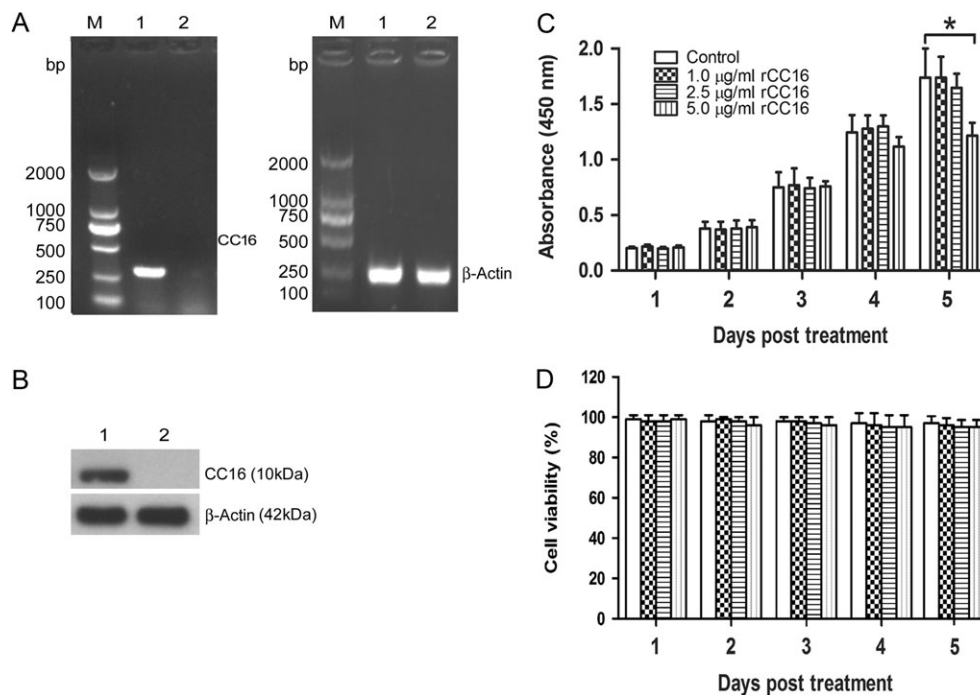 A
M 1 2
bp
2000
1000
750
500
250
100
CC16
M 1 2
bp
2000
1000
750
500
250
100
β-Actin
B
1 2
CC16 (10kDa)
β-Actin (42kDa)
C
Absorbance (450 nm)
2.0
1.5
1.0
0.5
0.0
Control
1.0 μg/ml rCC16
2.5 μg/ml rCC16
5.0 μg/ml rCC16
*
1 2 3 4 5
Days post treatment
D
Cell viability (%)
120
100
80
60
40
20
0
1 2 3 4 5
Days post treatment